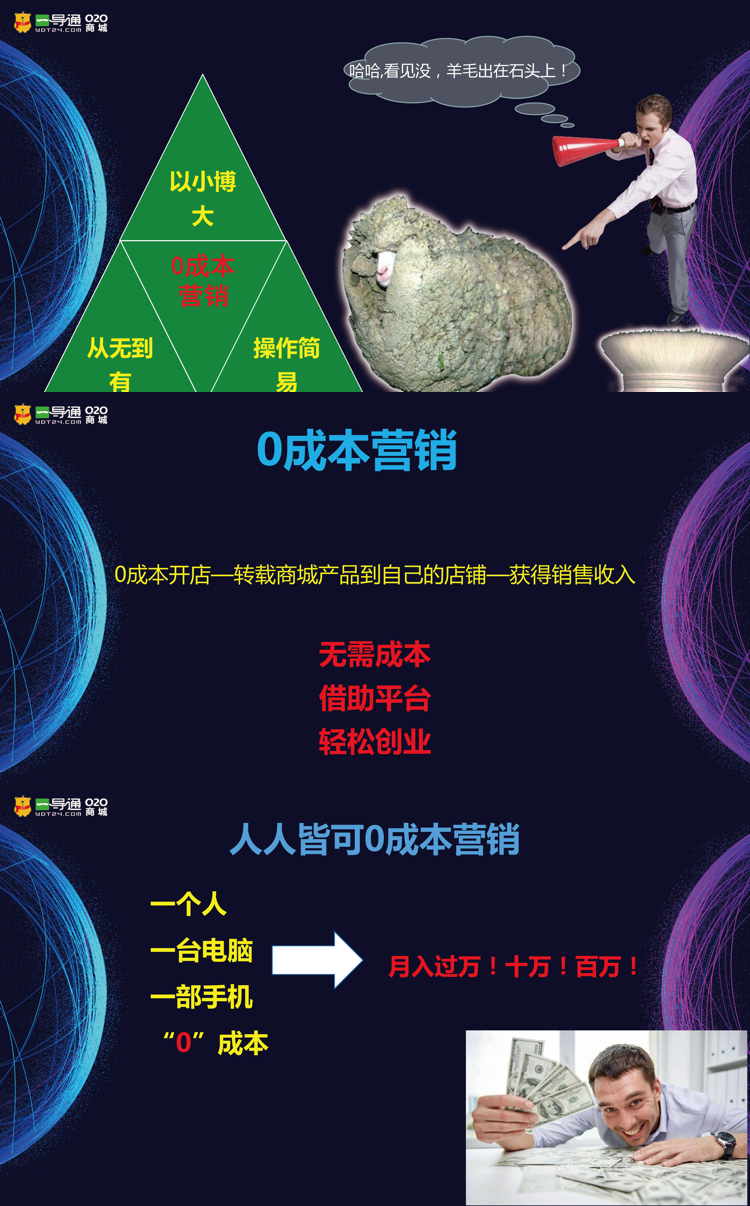 一导通 O2O
YDT24.COM 商城
哈哈,看见没，羊毛出在石头上！
以小博
大
0成本
营销
从无到
有
操作简
易
一导通 O2O
YDT24.COM 商城
0成本营销
0成本开店—转载商城产品到自己的店铺—获得销售收入
无需成本
借助平台
轻松创业
一导通 O2O
YDT24.COM 商城
人人皆可0成本营销
一个人
一台电脑
一部手机
“0”成本
月入过万！十万！百万！